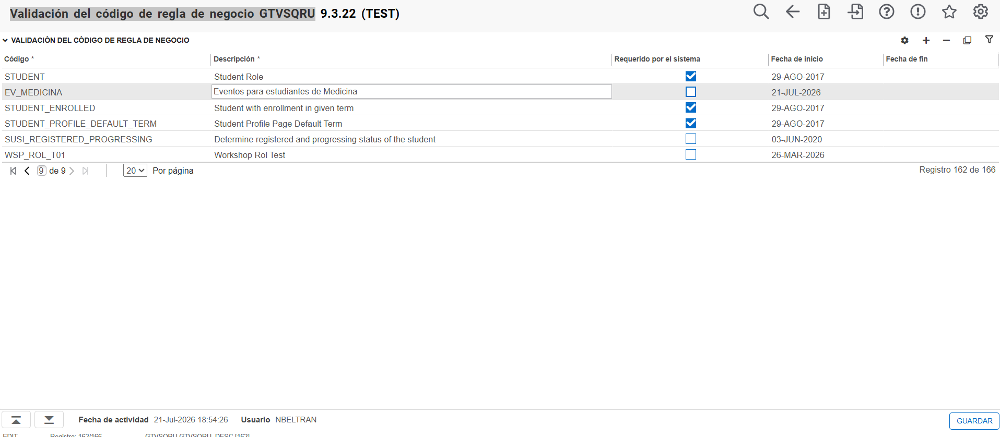 Validación del código de regla de negocio GTVSQRU 9.3.22 (TEST)
VALIDACIÓN DEL CÓDIGO DE REGLA DE NEGOCIO
Código * Descripción * Requerido por el sistema Fecha de inicio Fecha de fin
STUDENT Student Role 29-AGO-2017
EV_MEDICINA Eventos para estudiantes de Medicina 21-JUL-2026
STUDENT_ENROLLED Student with enrollment in given term 29-AGO-2017
STUDENT_PROFILE_DEFAULT_TERM Student Profile Page Default Term 29-AGO-2017
SUSI_REGISTERED_PROGRESSING Determine registered and progressing status of the student 03-JUN-2020
WSP_ROL_T01 Workshop Rol Test 26-MAR-2026
9 de 9 20 Por página Registro 162 de 166
Fecha de actividad 21-Jul-2026 18:54:26 Usuario NBELTRAN GUARDAR
EDIT Registro: 162/166 GTVSQRU.GTVSQRU_DESC [162]